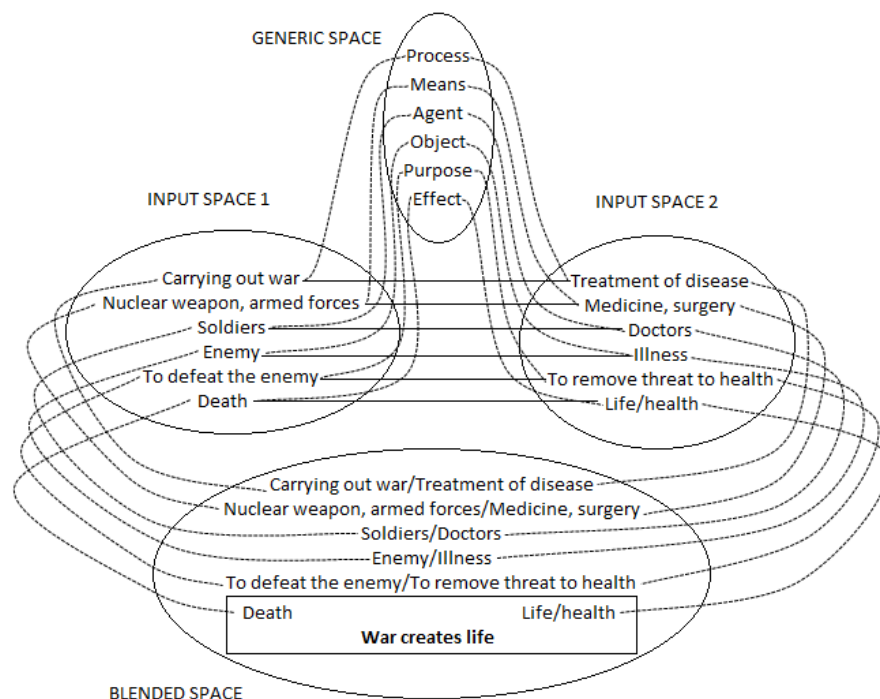 GENERIC SPACE
Process
Means
Agent
Object
Purpose
Effect
INPUT SPACE 1
INPUT SPACE 2
Carrying out war
Treatment of disease
Nuclear weapon, armed forces
Medicine, surgery
Soldiers
Doctors
Enemy
Illness
To defeat the enemy
To remove threat to health
Death
Life/health
Carrying out war/Treatment of disease
Nuclear weapon, armed forces/Medicine, surgery
Soldiers/Doctors
Enemy/Illness
To defeat the enemy/To remove threat to health
Death
Life/health
War creates life
BLENDED SPACE